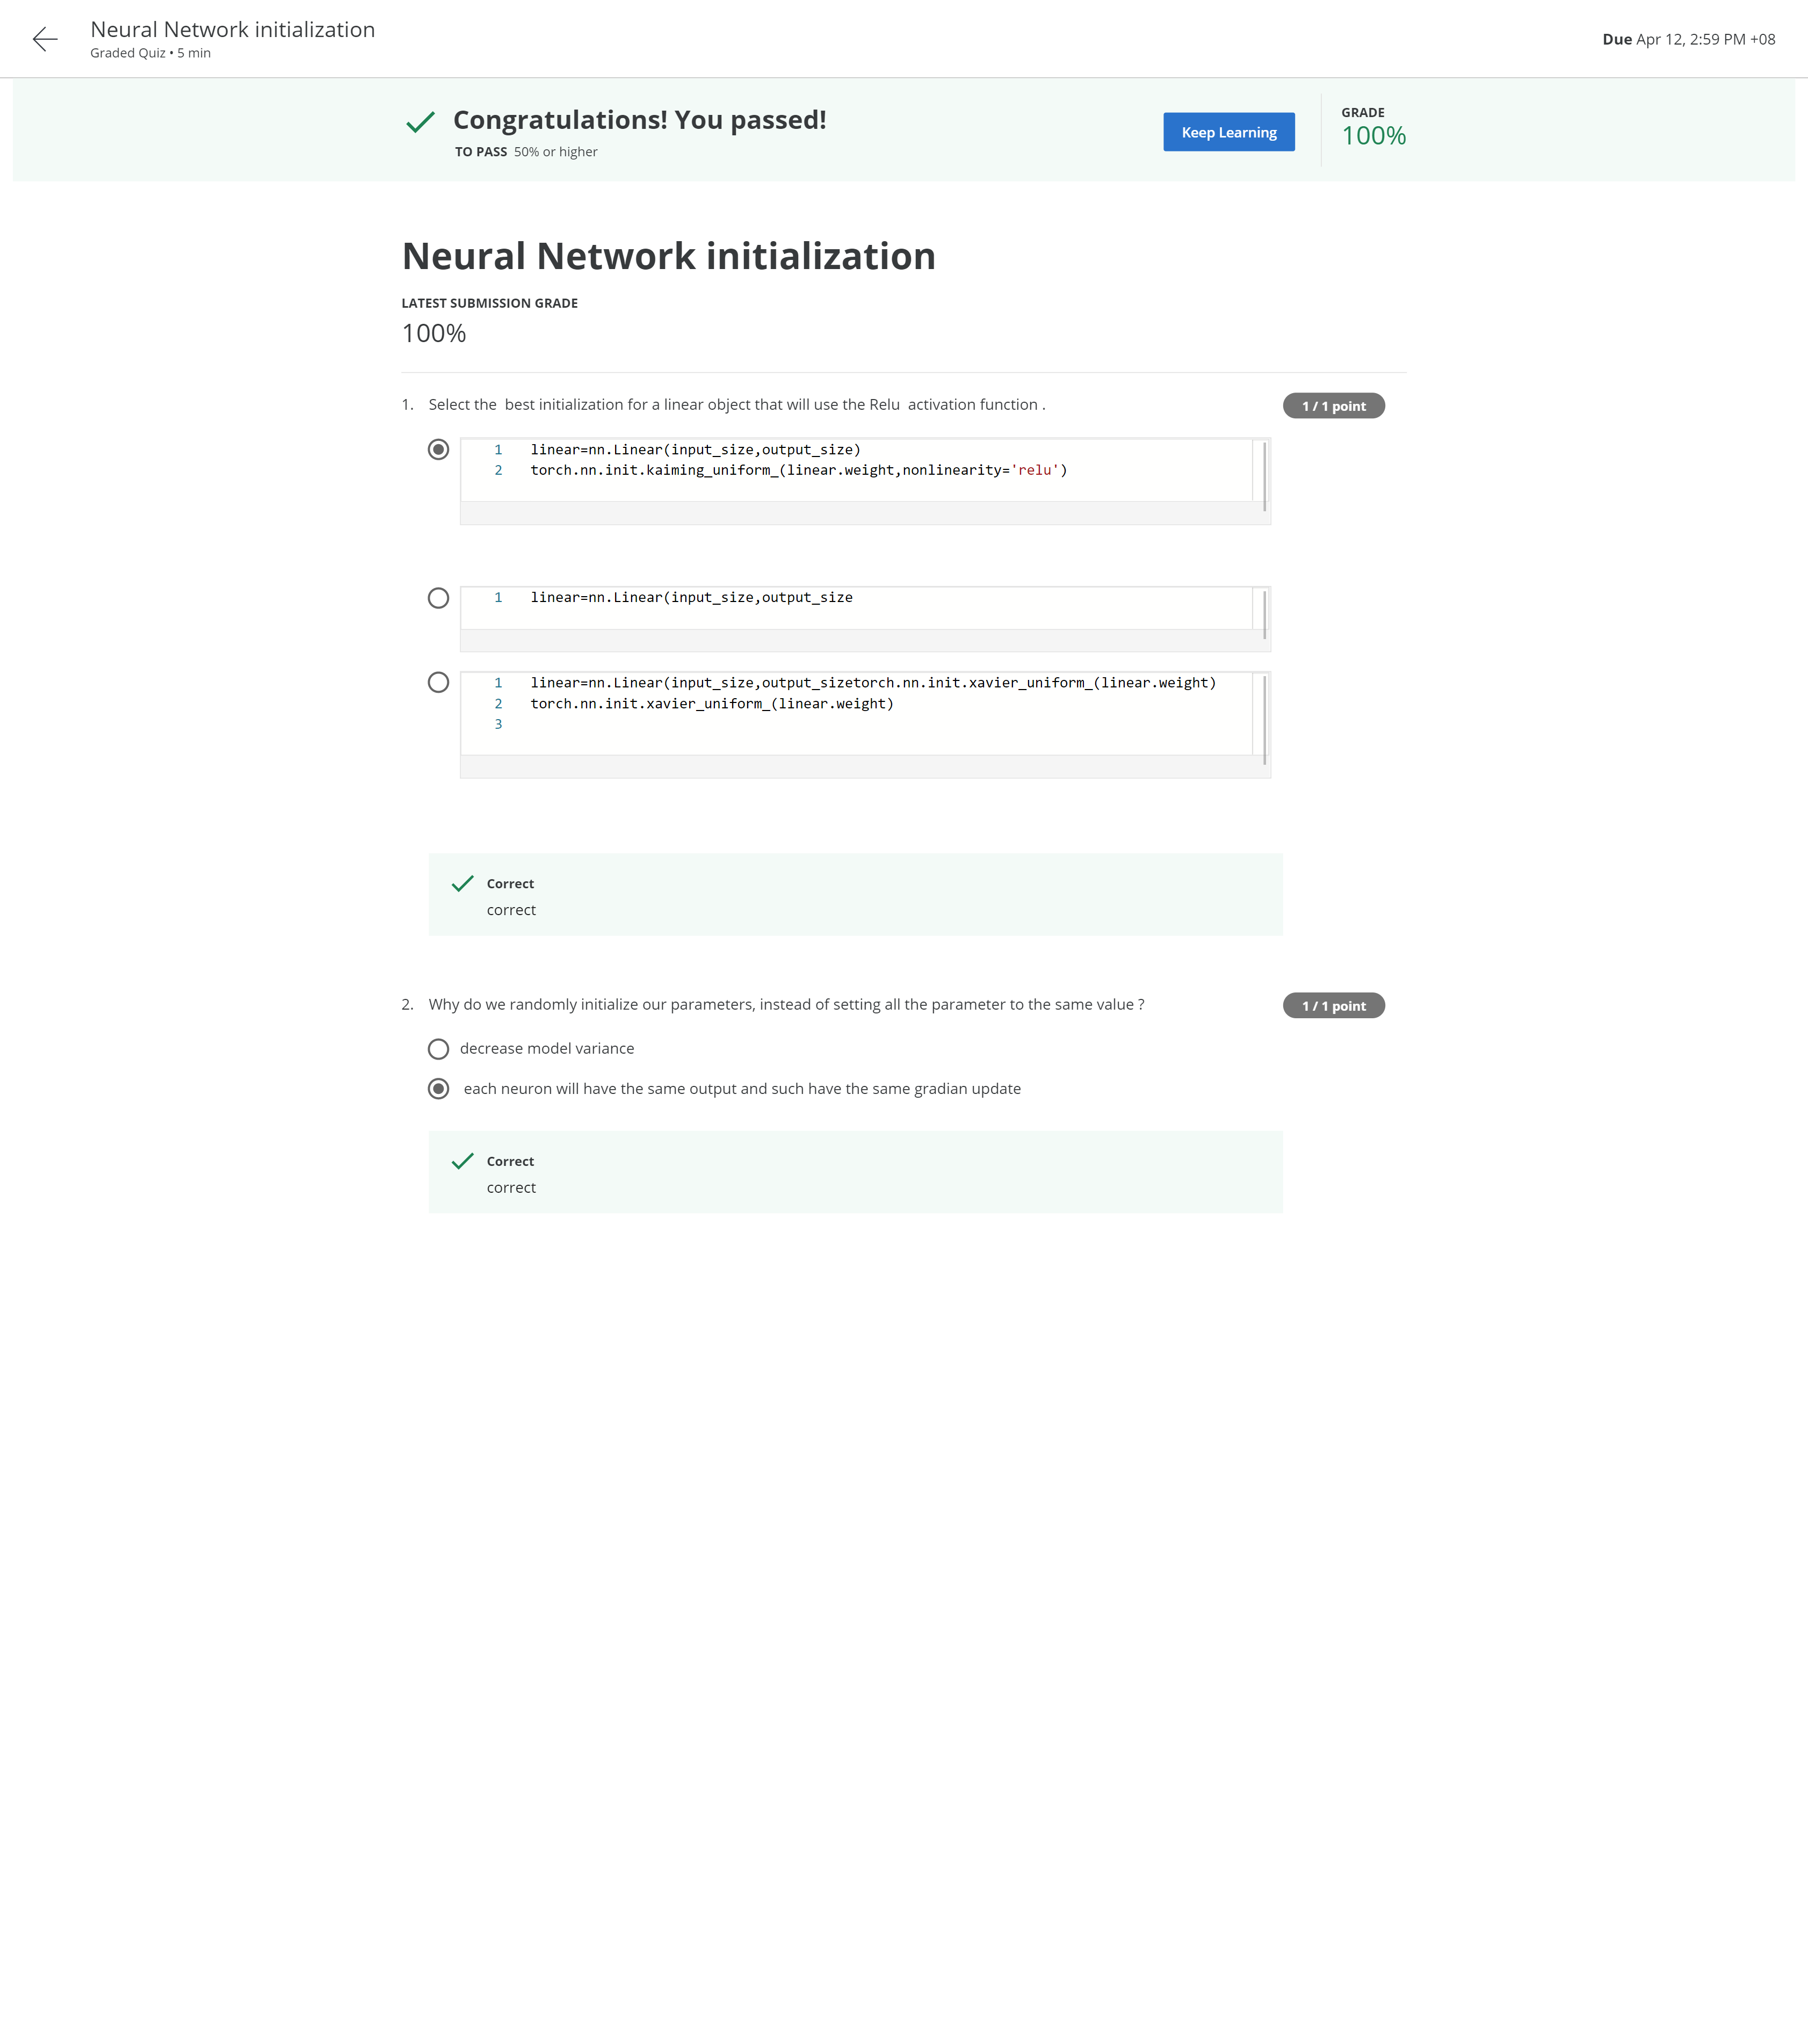 Neural Network initialization
Graded Quiz • 5 min
Due Apr 12, 2:59 PM +08
Congratulations! You passed!
TO PASS 50% or higher
Keep Learning
GRADE
100%
Neural Network initialization
LATEST SUBMISSION GRADE
100%
1. Select the best initialization for a linear object that will use the Relu activation function .
1 / 1 point
1 linear=nn.Linear(input_size,output_size)
2 torch.nn.init.kaiming_uniform_(linear.weight,nonlinearity='relu')
1 linear=nn.Linear(input_size,output_size
1 linear=nn.Linear(input_size,output_sizetorch.nn.init.xavier_uniform_(linear.weight)
2 torch.nn.init.xavier_uniform_(linear.weight)
3
Correct
correct
2. Why do we randomly initialize our parameters, instead of setting all the parameter to the same value ?
1 / 1 point
decrease model variance
each neuron will have the same output and such have the same gradian update
Correct
correct